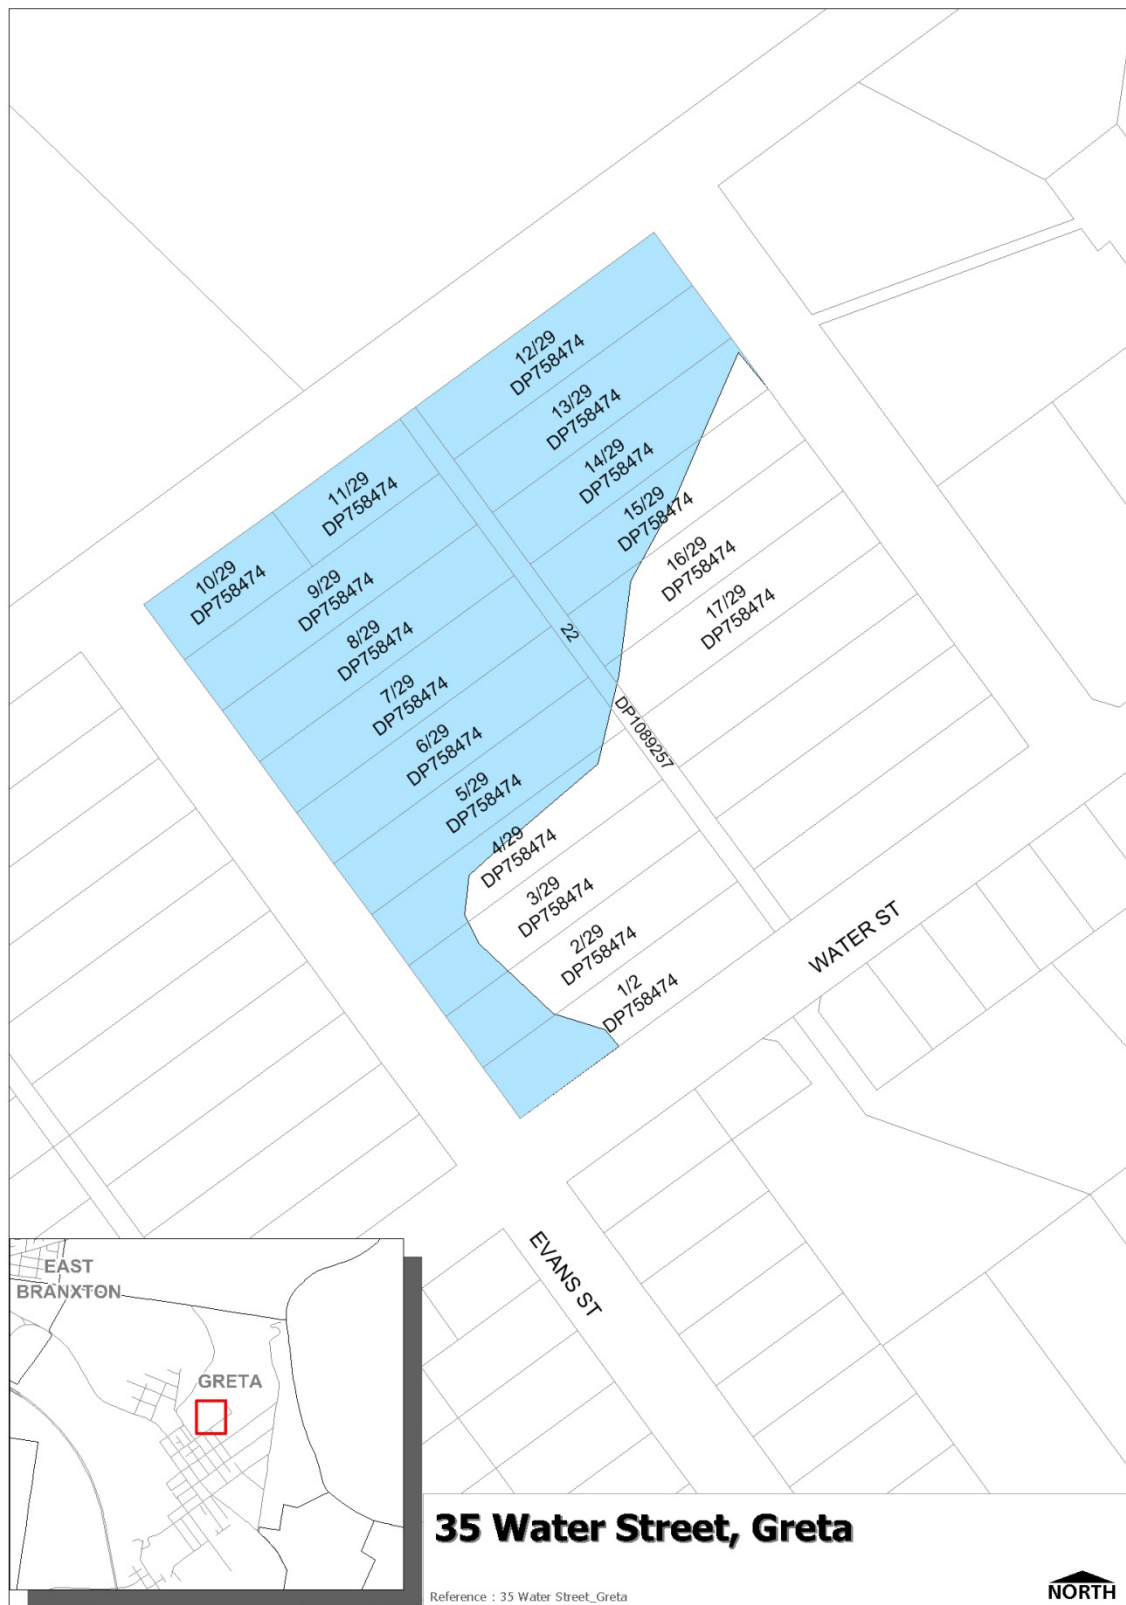 12/29
DP758474
13/29
DP758474
14/29
DP758474
11/29
DP758474
15/29
DP758474
10/29
DP758474
9/29
DP758474
16/29
DP758474
8/29
DP758474
17/29
DP758474
22
7/29
DP758474
DP1089257
6/29
DP758474
5/29
DP758474
4/29
DP758474
3/29
DP758474
2/29
DP758474
1/2
DP758474
WATER ST
EVANS ST
EAST
BRANXTON
GRETA
35 Water Street, Greta
Reference : 35 Water Street_Greta
NORTH